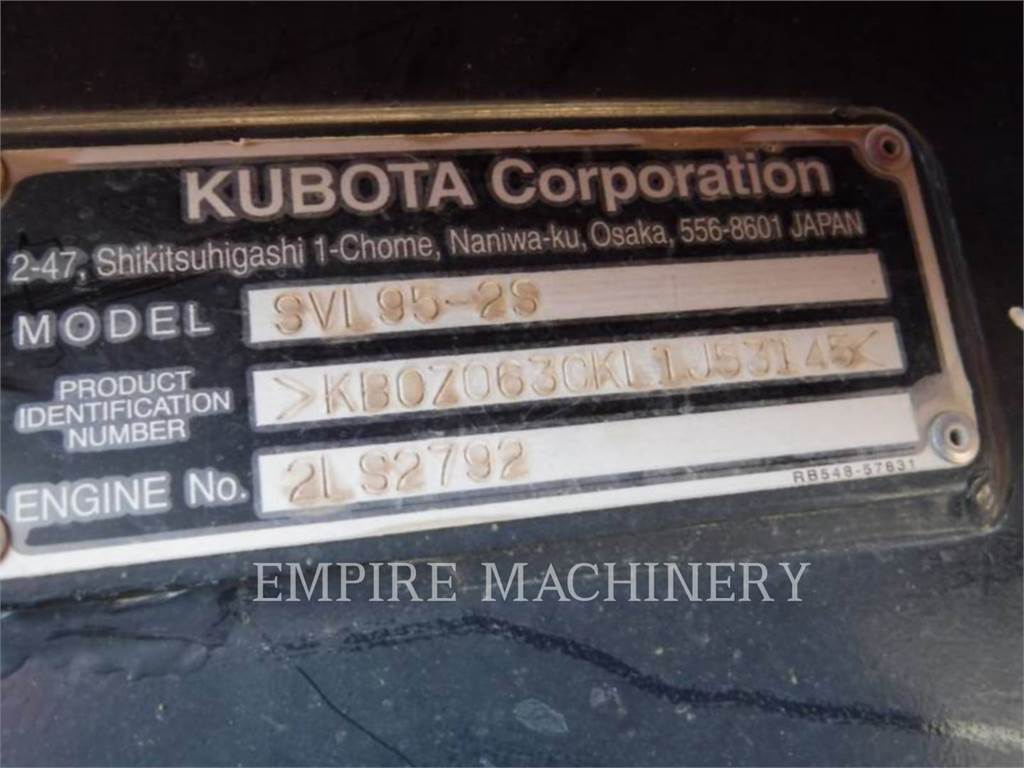 KUBOTA Corporation
2-47, Shikitsuhigashi 1-Chome, Naniwa-ku, Osaka, 556-8601 JAPAN
MODEL SVL95-2S
PRODUCT
IDENTIFICATION
NUMBER
>KBOZ063CKL1J53145<
ENGINE No. 2LS2792
RB548-57831
EMPIRE MACHINERY